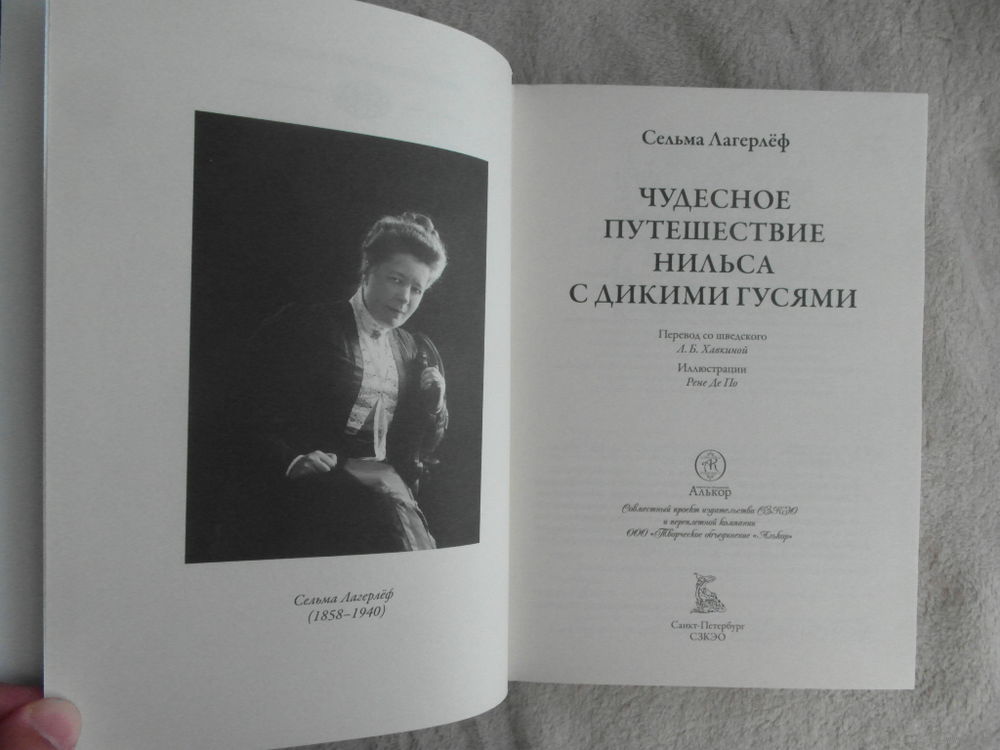 Сельма Лагерлёф
(1858–1940)
Сельма Лагерлёф
ЧУДЕСНОЕ
ПУТЕШЕСТВИЕ
НИЛЬСА
С ДИКИМИ ГУСЯМИ
Перевод со шведского
Л. Б. Хавкиной
Иллюстрации
Рене Де По
АК
Алькор
Совместный проект издательства СЗКЭО
и переплетной компании
ООО «Творческое объединение «Алькор»
Санкт-Петербург
СЗКЭО